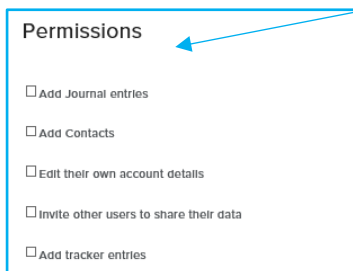 Permissions
Add Journal entries
Add Contacts
Edit their own account details
Invite other users to share their data
Add tracker entries